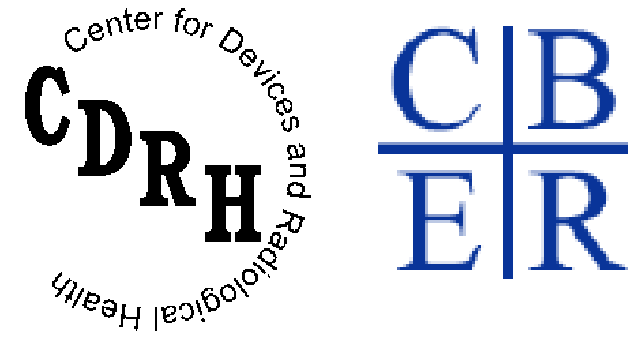 Center for Devices and Radiological Health
CDRH
CB
ER